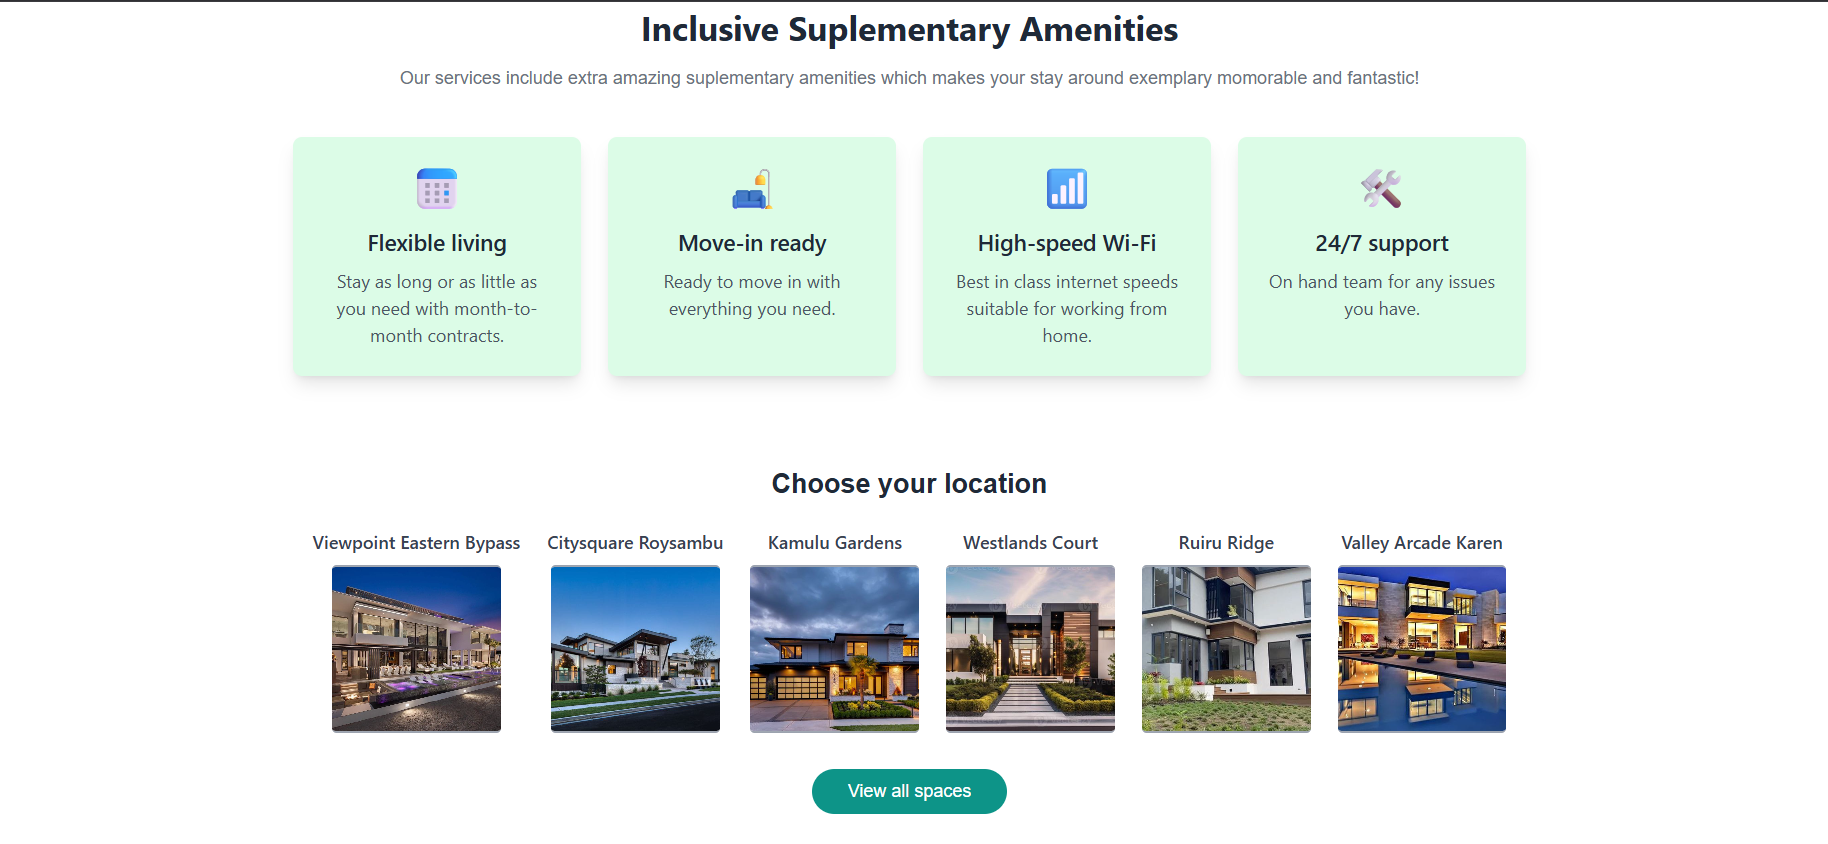 Inclusive Suplementary Amenities
Our services include extra amazing suplementary amenities which makes your stay around exemplary momorable and fantastic!
Flexible living
Stay as long or as little as
you need with month-to-
month contracts.
Move-in ready
Ready to move in with
everything you need.
High-speed Wi-Fi
Best in class internet speeds
suitable for working from
home.
24/7 support
On hand team for any issues
you have.
Choose your location
Viewpoint Eastern Bypass
Citysquare Roysambu
Kamulu Gardens
Westlands Court
Ruiru Ridge
Valley Arcade Karen
View all spaces